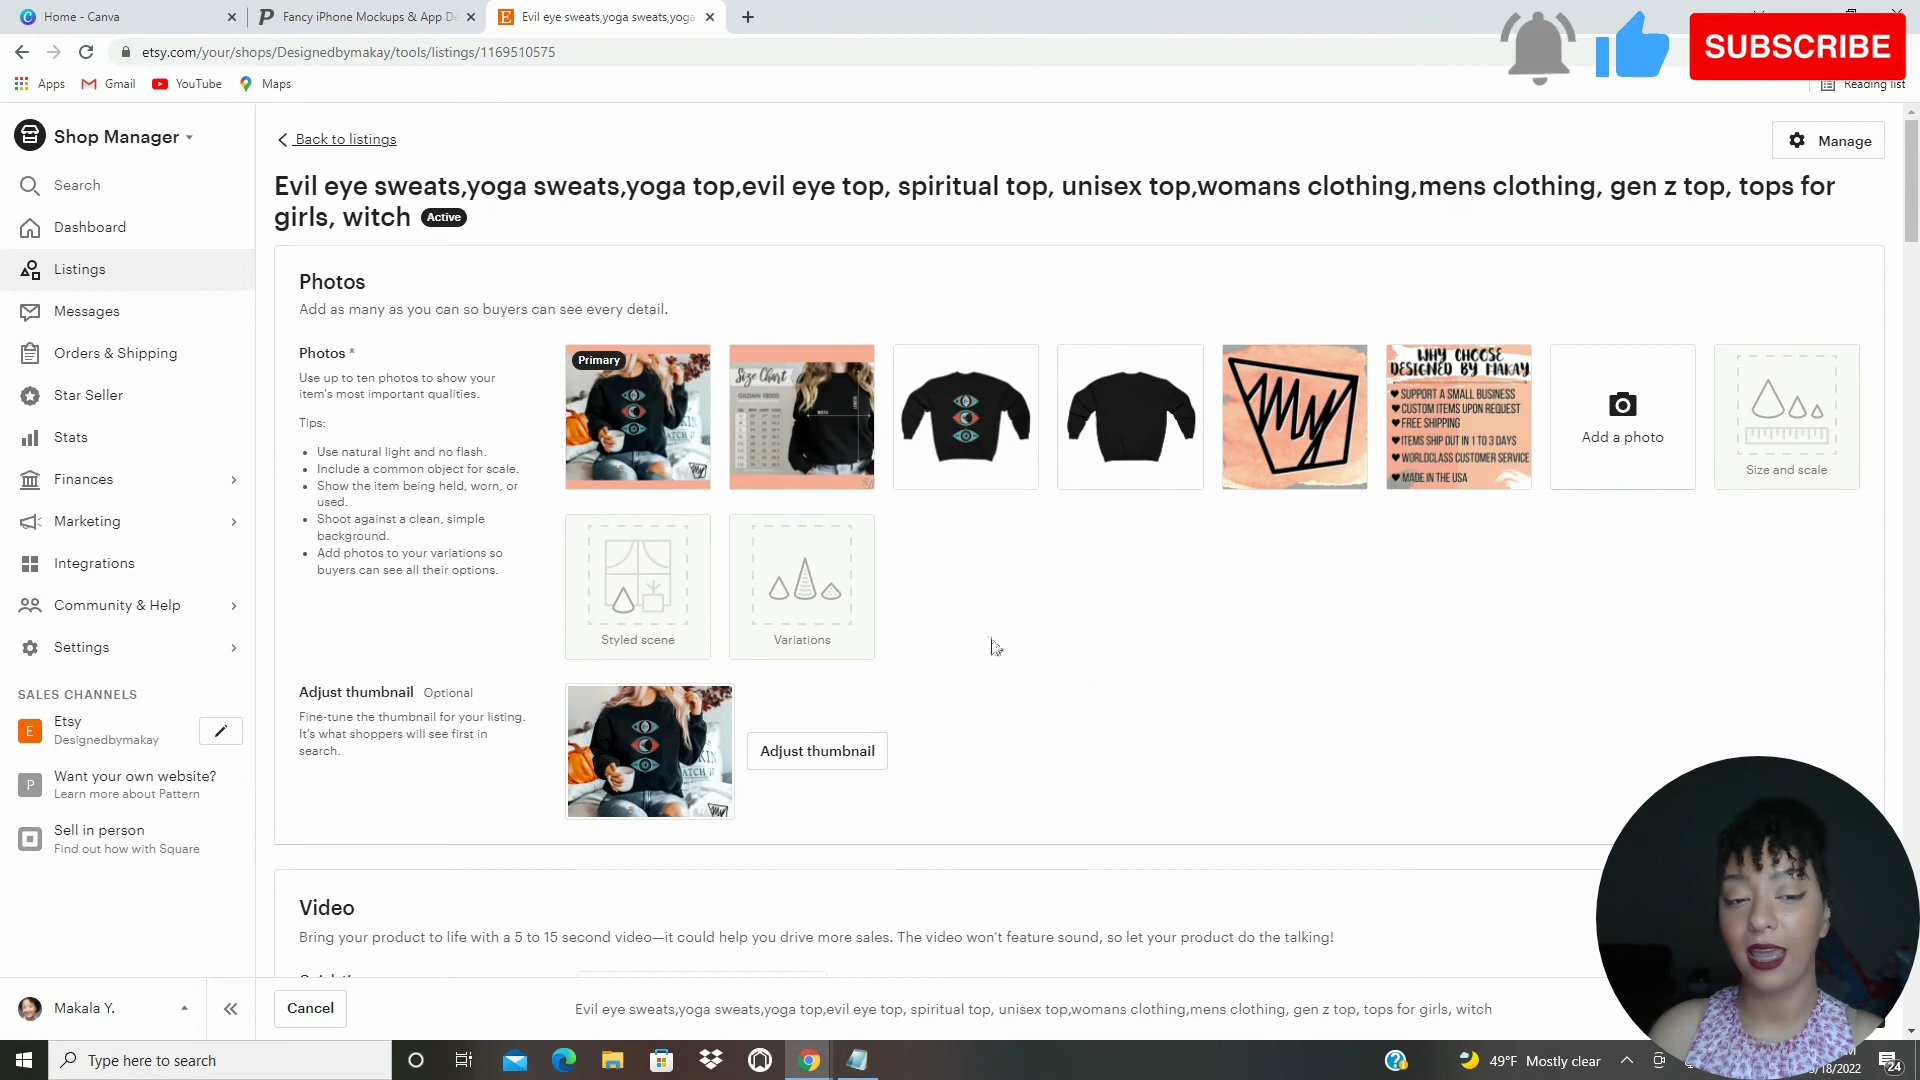 Home - Canva
Fancy iPhone Mockups & App De
Evil eye sweats,yoga sweats,yoga
etsy.com/your/shops/Designedbymakay/tools/listings/1169510575
SUBSCRIBE
Apps
Gmail
YouTube
Maps
Reading list
Shop Manager
Search
Dashboard
Listings
Messages
Orders & Shipping
Star Seller
Stats
Finances
Marketing
Integrations
Community & Help
Settings
SALES CHANNELS
E
Etsy
Designedbymakay
P
Want your own website?
Learn more about Pattern
Sell in person
Find out how with Square
Makala Y.
Back to listings
Manage
Evil eye sweats,yoga sweats,yoga top,evil eye top, spiritual top, unisex top,womans clothing,mens clothing, gen z top, tops for
girls, witch Active
Photos
Add as many as you can so buyers can see every detail.
Photos *
Use up to ten photos to show your
item's most important qualities.
Tips:
Use natural light and no flash.
Include a common object for scale.
Show the item being held, worn, or
used.
Shoot against a clean, simple
background.
Add photos to your variations so
buyers can see all their options.
Primary
Size Chart
GILDAN 18000
WIDTH
MY
WHY CHOOSE
DESIGNED BY MAKAY
SUPPORT A SMALL BUSINESS
CUSTOM ITEMS UPON REQUEST
FREE SHIPPING
ITEMS SHIP OUT IN 1 TO 3 DAYS
WORLDCLASS CUSTOMER SERVICE
MADE IN THE USA
Add a photo
Size and scale
Styled scene
Variations
Adjust thumbnail Optional
Fine-tune the thumbnail for your listing.
It's what shoppers will see first in
search.
Adjust thumbnail
Video
Bring your product to life with a 5 to 15 second video—it could help you drive more sales. The video won't feature sound, so let your product do the talking!
Cancel
Evil eye sweats,yoga sweats,yoga top,evil eye top, spiritual top, unisex top,womans clothing,mens clothing, gen z top, tops for girls, witch
Type here to search
49°F Mostly clear
/18/2022
24